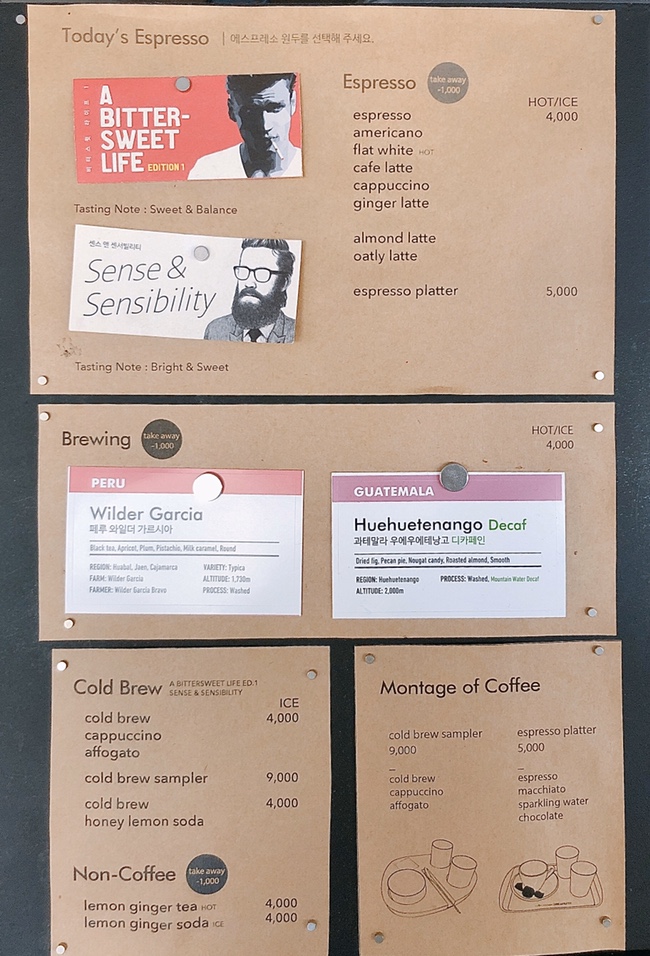 Today's Espresso | 에스프레소 원두를 선택해 주세요.
A
BITTER-
SWEET
LIFE EDITION 1
Tasting Note : Sweet & Balance
센스 앤 센서빌리티
Sense &
Sensibility
Tasting Note : Bright & Sweet
Espresso take away -1,000
HOT/ICE
espresso 4,000
americano
flat white HOT
cafe latte
cappuccino
ginger latte
almond latte
oatly latte
espresso platter 5,000
Brewing take away -1,000
HOT/ICE
4,000
PERU
Wilder Garcia
페루 와일더 가르시아
Black tea, Apricot, Plum, Pistachio, Milk caramel, Round
REGION: Huabal, Jaen, Cajamarca VARIETY: Typica
FARM: Wilder Garcia ALTITUDE: 1,730m
FARMER: Wilder Garcia Bravo PROCESS: Washed
GUATEMALA
Huehuetenango Decaf
과테말라 우에우에테낭고 디카페인
Dried fig, Pecan pie, Nougat candy, Roasted almond, Smooth
REGION: Huehuetenango PROCESS: Washed, Mountain Water Decaf
ALTITUDE: 2,000m
Cold Brew A BITTERSWEET LIFE ED.1
SENSE & SENSIBILITY
ICE
cold brew 4,000
cappuccino
affogato
cold brew sampler 9,000
cold brew 4,000
honey lemon soda
Non-Coffee take away -1,000
lemon ginger tea HOT 4,000
lemon ginger soda ICE 4,000
Montage of Coffee
cold brew sampler
9,000
–
cold brew
cappuccino
affogato
espresso platter
5,000
–
espresso
macchiato
sparkling water
chocolate